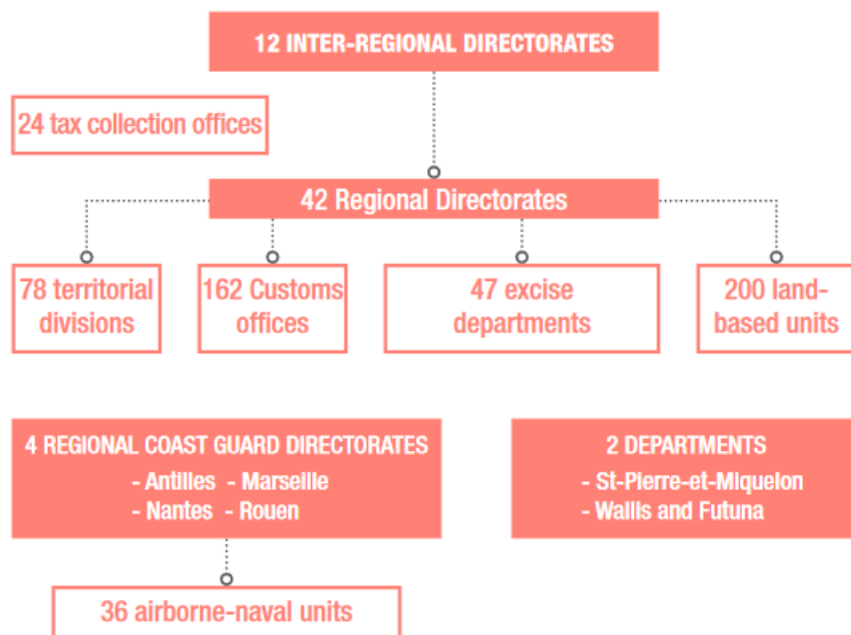 12 INTER-REGIONAL DIRECTORATES
24 tax collection offices
42 Regional Directorates
78 territorial
divisions
162 Customs
offices
47 excise
departments
200 land-
based units
4 REGIONAL COAST GUARD DIRECTORATES
- Antilles - Marseille
- Nantes - Rouen
2 DEPARTMENTS
- St-Pierre-et-Miquelon
- Wallis and Futuna
36 airborne-naval units